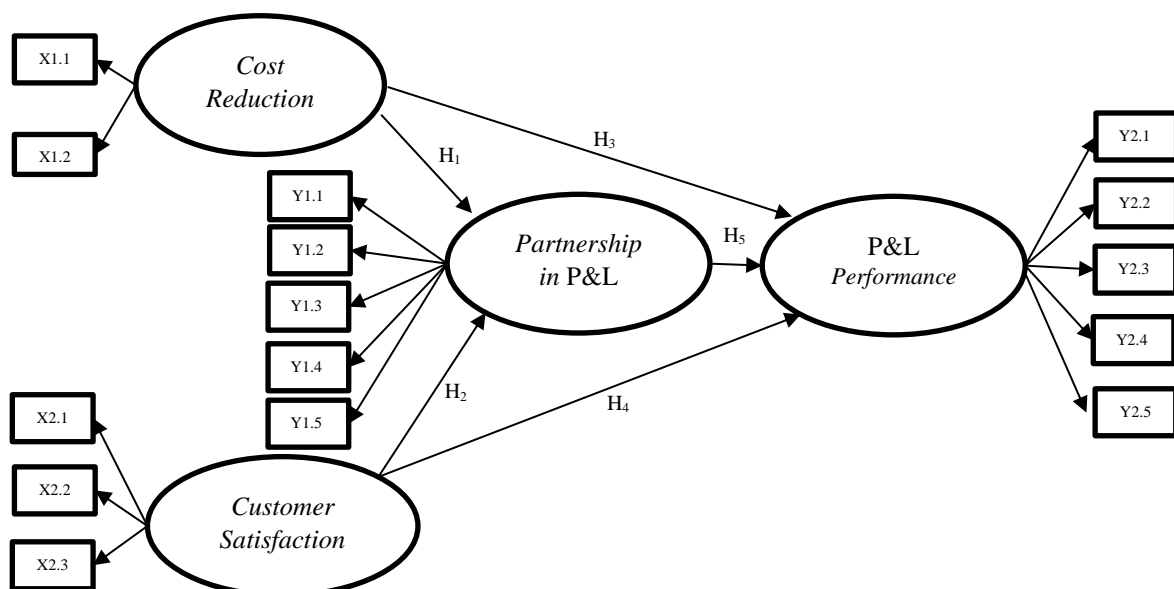 X1.1
Cost
Reduction
X1.2
H₁
H₃
Y2.1
Y1.1
Y2.2
Y1.2
Partnership
in P&L
H₅
P&L
Performance
Y2.3
Y1.3
Y1.4
Y2.4
H₂
H₄
Y1.5
Y2.5
X2.1
X2.2
Customer
Satisfaction
X2.3